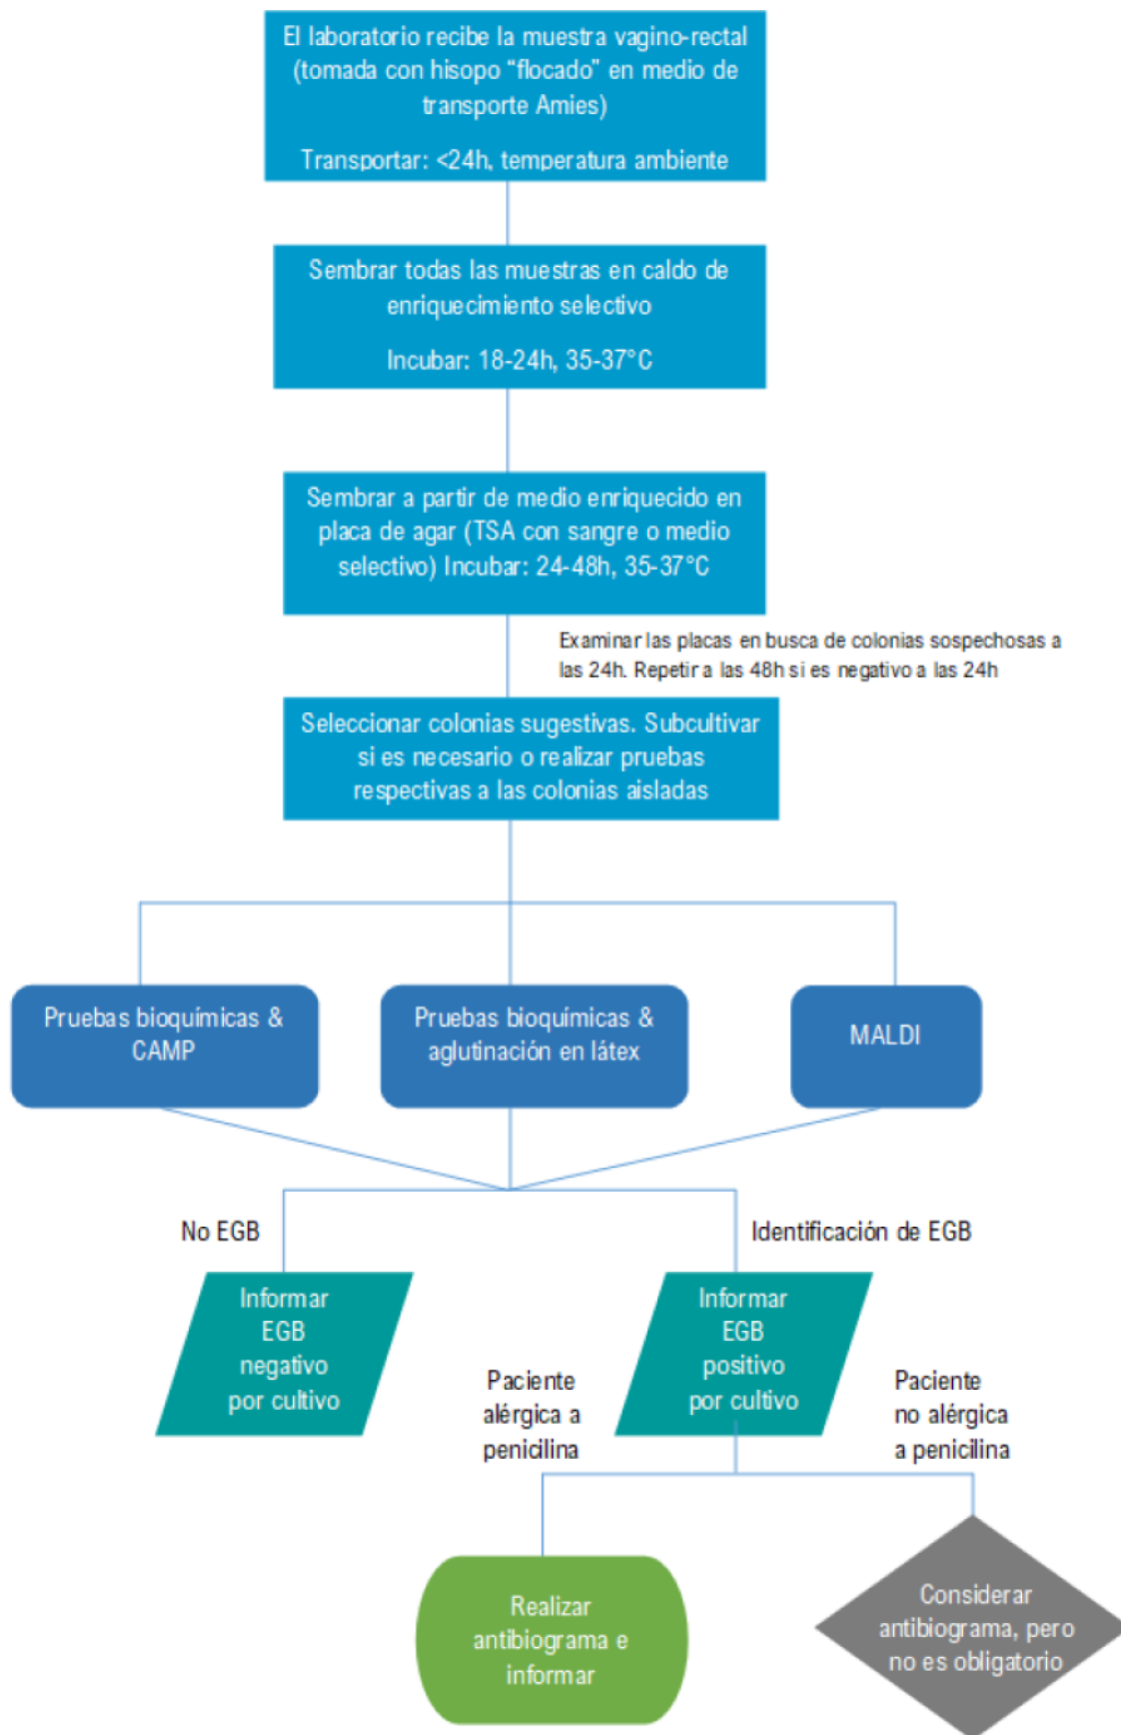 El laboratorio recibe la muestra vagino-rectal
(tomada con hisopo “flocado” en medio de
transporte Amies)
Transportar: <24h, temperatura ambiente
Sembrar todas las muestras en caldo de
enriquecimiento selectivo
Incubar: 18-24h, 35-37°C
Sembrar a partir de medio enriquecido en
placa de agar (TSA con sangre o medio
selectivo) Incubar: 24-48h, 35-37°C
Examinar las placas en busca de colonias sospechosas a
las 24h. Repetir a las 48h si es negativo a las 24h
Seleccionar colonias sugestivas. Subcultivar
si es necesario o realizar pruebas
respectivas a las colonias aisladas
Pruebas bioquímicas &
CAMP
Pruebas bioquímicas &
aglutinación en látex
MALDI
No EGB
Identificación de EGB
Informar
EGB
negativo
por cultivo
Informar
EGB
positivo
por cultivo
Paciente
alérgica a
penicilina
Paciente
no alérgica
a penicilina
Realizar
antibiograma e
informar
Considerar
antibiograma, pero
no es obligatorio